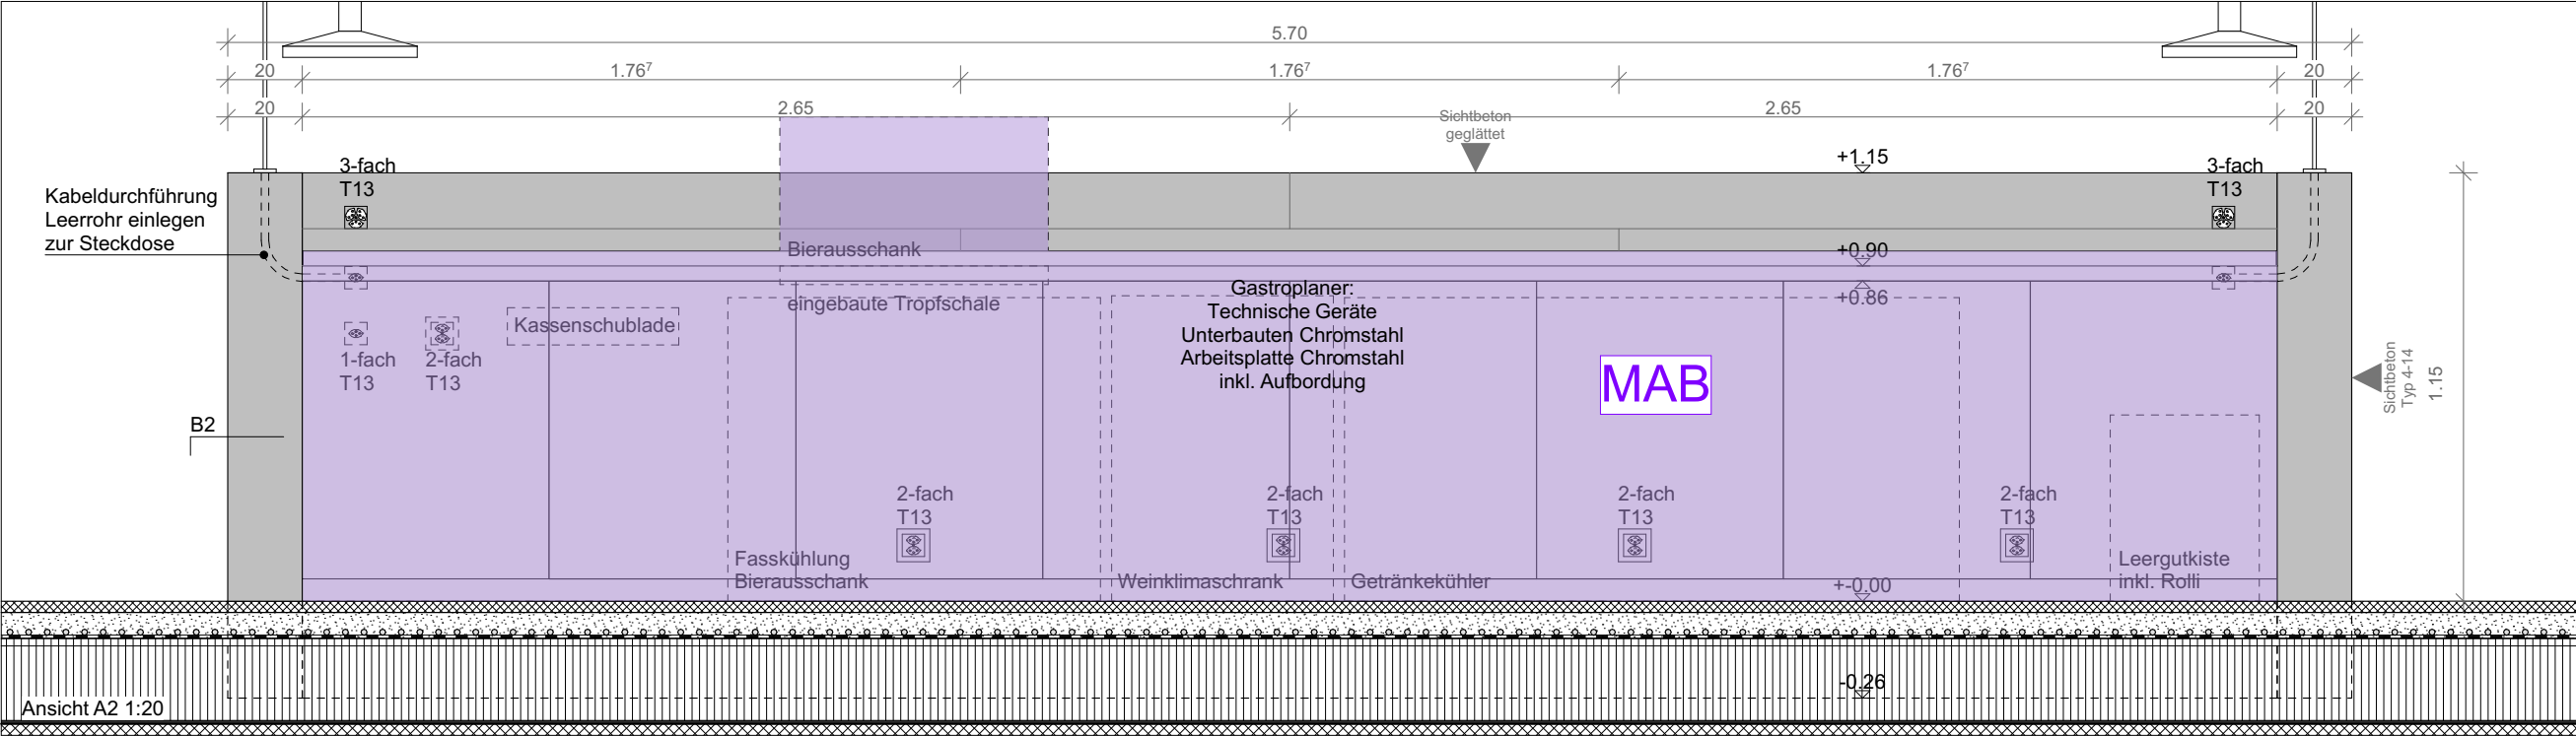 5.70
20
1.76⁷
1.76⁷
1.76⁷
20
20
2.65
2.65
20
Sichtbeton
geglättet
+1.15
3-fach
T13
3-fach
T13
Kabeldurchführung
Leerrohr einlegen
zur Steckdose
Bierausschank
+0.90
eingebaute Tropfschale
+0.86
Gastroplaner:
Technische Geräte
Unterbauten Chromstahl
Arbeitsplatte Chromstahl
inkl. Aufbordung
Kassenschublade
1-fach
T13
2-fach
T13
MAB
Sichtbeton
Typ 4-14
1.15
B2
2-fach
T13
2-fach
T13
2-fach
T13
2-fach
T13
Fasskühlung
Bierausschank
Weinklimaschrank
Getränkekühler
+-0.00
Leergutkiste
inkl. Rolli
-0.26
Ansicht A2 1:20